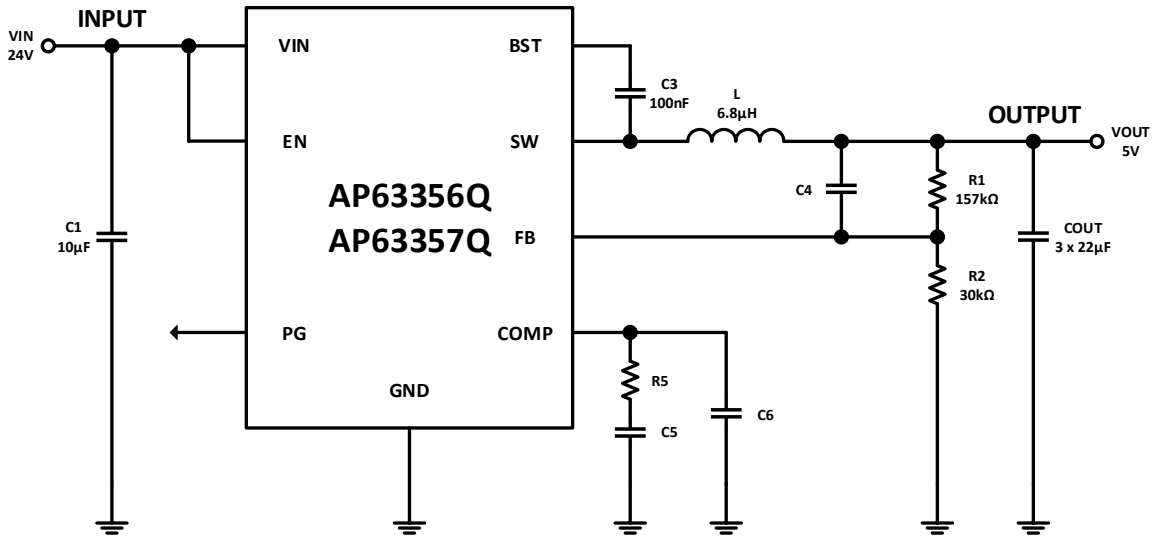 INPUT
VIN
24V
VIN
BST
C3
100nF
L
6.8μH
OUTPUT
VOUT
5V
EN
SW
AP63356Q
AP63357Q
C1
10μF
FB
C4
R1
157kΩ
COUT
3 x 22μF
R2
30kΩ
PG
COMP
GND
R5
C5
C6